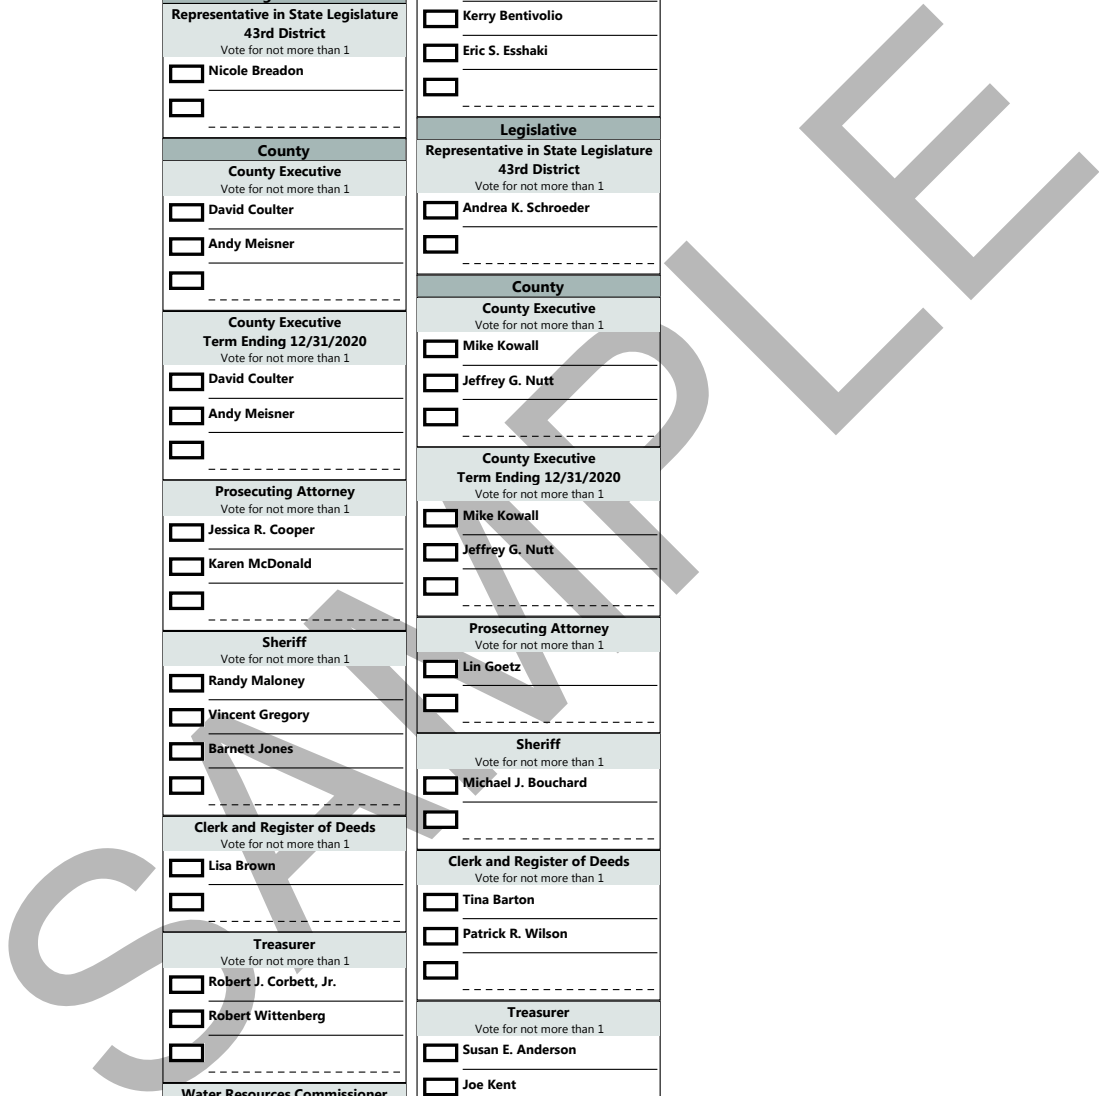 Representative in State Legislature
43rd District
Vote for not more than 1
Nicole Breadon
County
County Executive
Vote for not more than 1
David Coulter
Andy Meisner
County Executive
Term Ending 12/31/2020
Vote for not more than 1
David Coulter
Andy Meisner
Prosecuting Attorney
Vote for not more than 1
Jessica R. Cooper
Karen McDonald
Sheriff
Vote for not more than 1
Randy Maloney
Vincent Gregory
Barnett Jones
Clerk and Register of Deeds
Vote for not more than 1
Lisa Brown
Treasurer
Vote for not more than 1
Robert J. Corbett, Jr.
Robert Wittenberg
Water Resources Commissioner
Kerry Bentivolio
Eric S. Esshaki
Legislative
Representative in State Legislature
43rd District
Vote for not more than 1
Andrea K. Schroeder
County
County Executive
Vote for not more than 1
Mike Kowall
Jeffrey G. Nutt
County Executive
Term Ending 12/31/2020
Vote for not more than 1
Mike Kowall
Jeffrey G. Nutt
Prosecuting Attorney
Vote for not more than 1
Lin Goetz
Sheriff
Vote for not more than 1
Michael J. Bouchard
Clerk and Register of Deeds
Vote for not more than 1
Tina Barton
Patrick R. Wilson
Treasurer
Vote for not more than 1
Susan E. Anderson
Joe Kent
SAMPLE